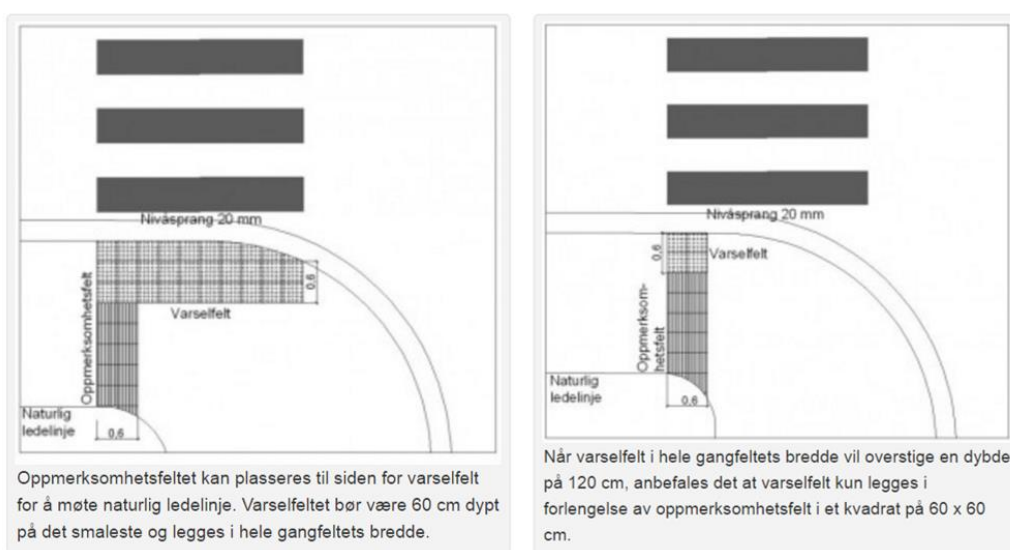 Nivåsprang 20 mm
0,6
Varselfelt
Oppmerksomhetsfelt
Naturlig
ledelinje
0,6
Oppmerksomhetsfeltet kan plasseres til siden for varselfelt
for å møte naturlig ledelinje. Varselfeltet bør være 60 cm dypt
på det smaleste og legges i hele gangfeltets bredde.
Nivåsprang 20 mm
0,6
Varselfelt
Oppmerksom-
hetsfelt
Naturlig
ledelinje
0,6
Når varselfelt i hele gangfeltets bredde vil overstige en dybde
på 120 cm, anbefales det at varselfelt kun legges i
forlengelse av oppmerksomhetsfelt i et kvadrat på 60 x 60
cm.